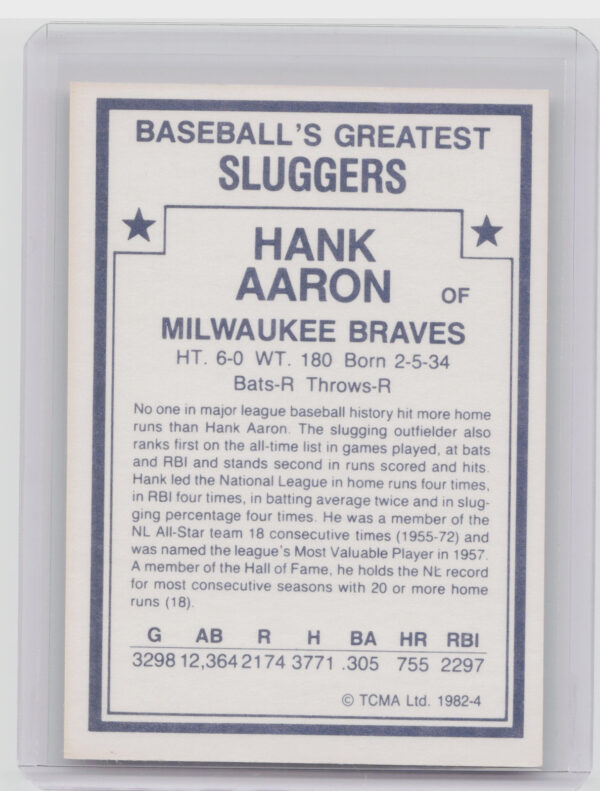 BASEBALL'S GREATEST
SLUGGERS
HANK
AARON OF
MILWAUKEE BRAVES
HT. 6-0 WT. 180 Born 2-5-34
Bats-R Throws-R
No one in major league baseball history hit more home
runs than Hank Aaron. The slugging outfielder also
ranks first on the all-time list in games played, at bats
and RBI and stands second in runs scored and hits.
Hank led the National League in home runs four times,
in RBI four times, in batting average twice and in slug-
ging percentage four times. He was a member of the
NL All-Star team 18 consecutive times (1955-72) and
was named the league's Most Valuable Player in 1957.
A member of the Hall of Fame, he holds the NL record
for most consecutive seasons with 20 or more home
runs (18).
G AB R H BA HR RBI
3298 12,364 2174 3771 .305 755 2297
© TCMA Ltd. 1982-4